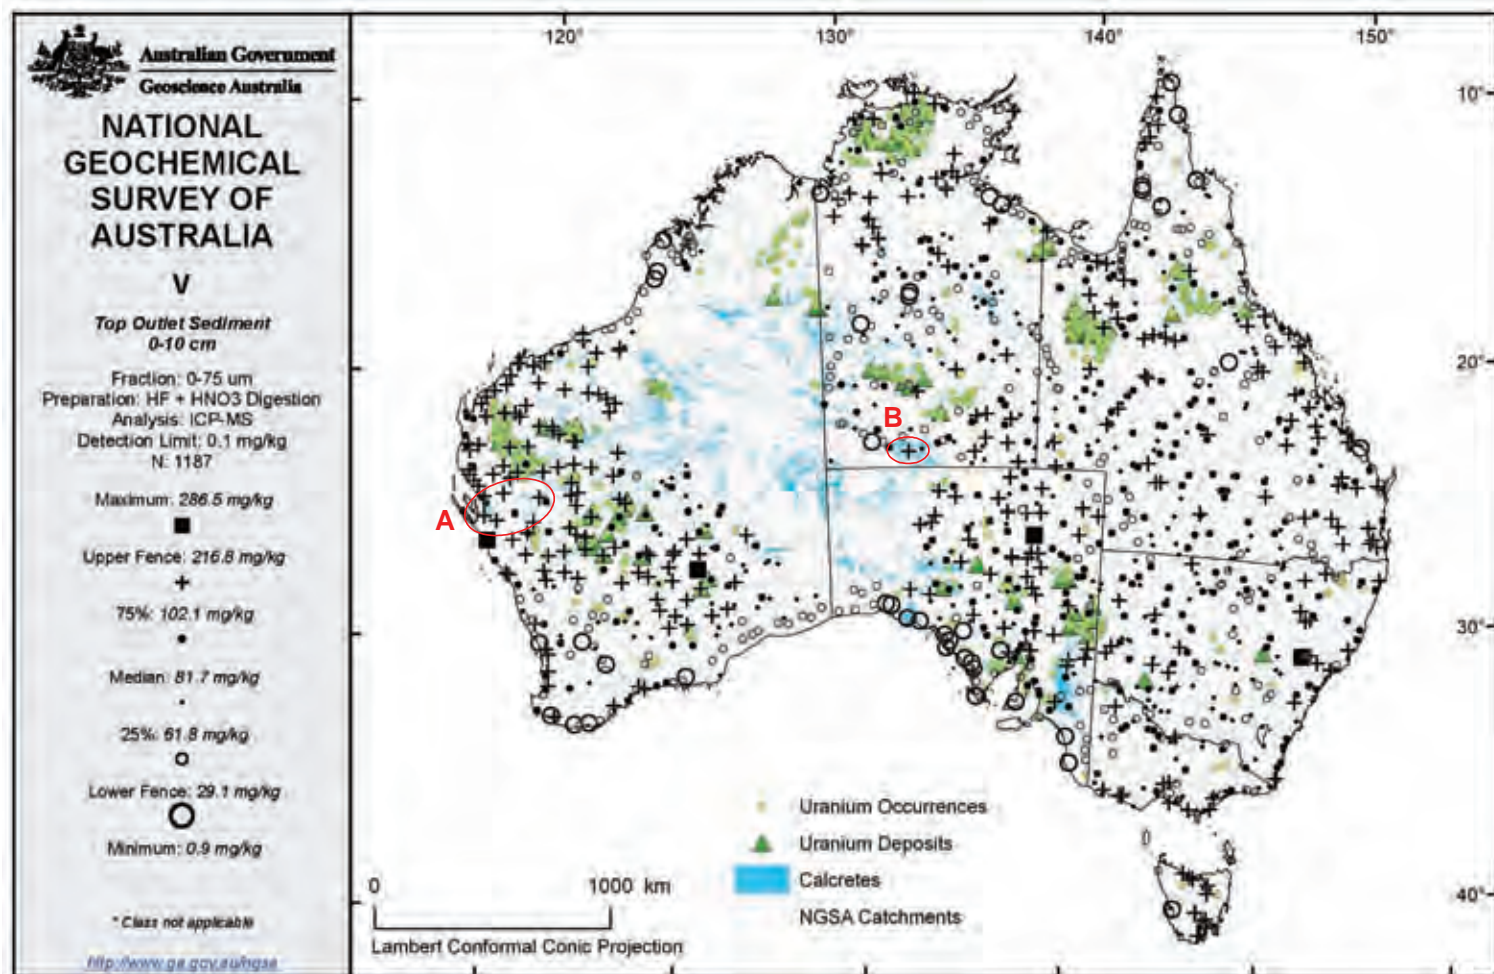 Australian Government
Geoscience Australia
NATIONAL
GEOCHEMICAL
SURVEY OF
AUSTRALIA
V
Top Outlet Sediment
0-10 cm
Fraction: 0-75 um
Preparation: HF + HNO3 Digestion
Analysis: ICP-MS
Detection Limit: 0.1 mg/kg
N: 1187
Maximum: 286.5 mg/kg
Upper Fence: 216.8 mg/kg
75%: 102.1 mg/kg
Median: 81.7 mg/kg
25%: 61.8 mg/kg
Lower Fence: 29.1 mg/kg
Minimum: 0.9 mg/kg
* Class not applicable
http://www.ga.gov.au/ngsa
120°
130°
140°
150°
10°
20°
30°
40°
A
B
Uranium Occurrences
Uranium Deposits
Calcretes
NGSA Catchments
0 1000 km
Lambert Conformal Conic Projection